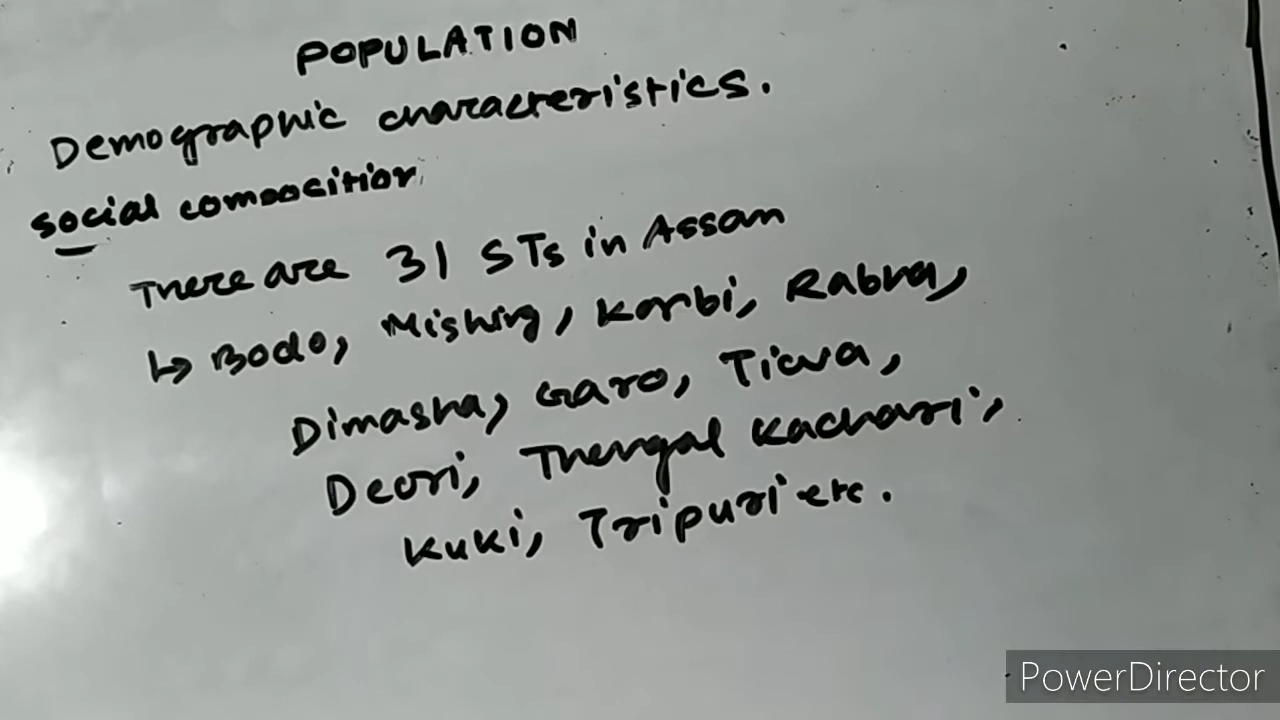 POPULATION
Demographic characteristics.
Social composition
There are 31 STs in Assam
↳ Bodo, Mishing, Karbi, Rabha,
Dimasha, Garo, Tiwa,
Deori, Thengal Kachari,
Kuki, Tripuri etc.
PowerDirector